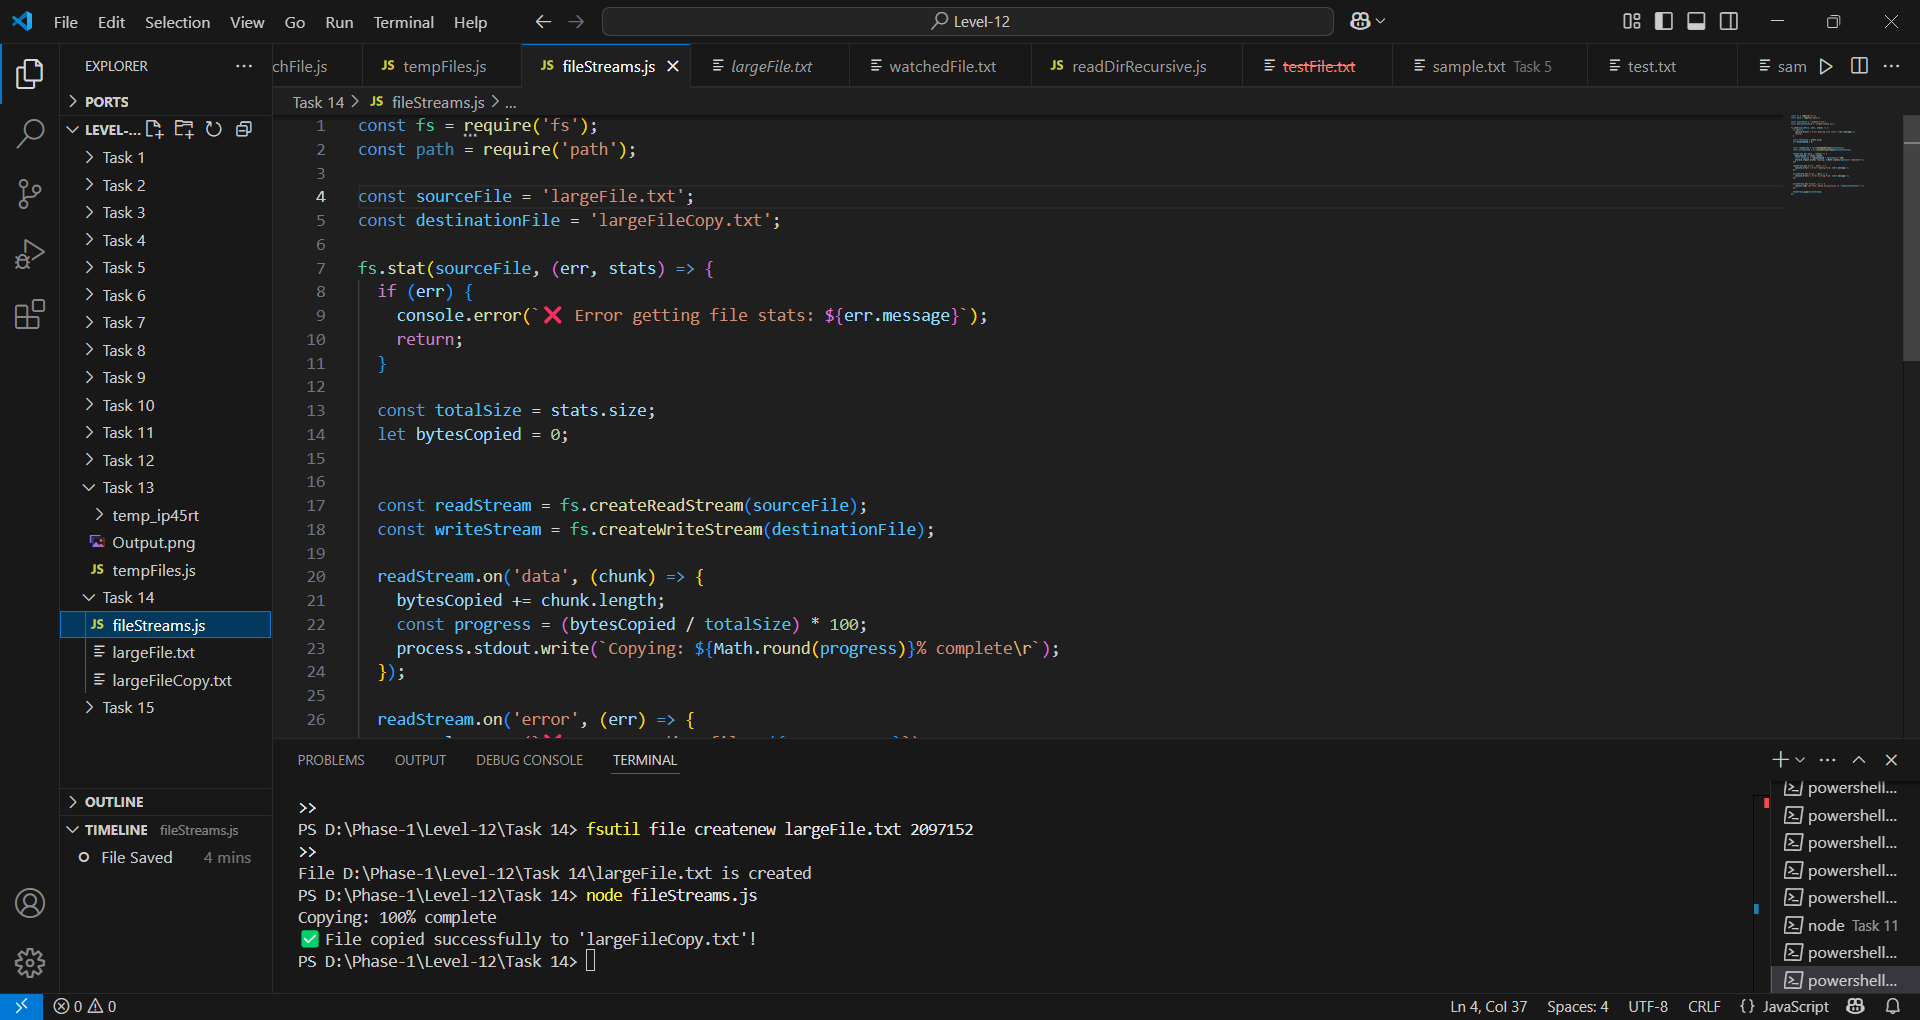 File Edit Selection View Go Run Terminal Help
Level-12
EXPLORER
PORTS
LEVEL-...
Task 1
Task 2
Task 3
Task 4
Task 5
Task 6
Task 7
Task 8
Task 9
Task 10
Task 11
Task 12
Task 13
temp_ip45rt
Output.png
JS tempFiles.js
Task 14
JS fileStreams.js
largeFile.txt
largeFileCopy.txt
Task 15
OUTLINE
TIMELINE fileStreams.js
File Saved 4 mins
chFile.js JS tempFiles.js JS fileStreams.js largeFile.txt watchedFile.txt JS readDirRecursive.js testFile.txt sample.txt Task 5 test.txt sam
Task 14 > JS fileStreams.js > ...
1 const fs = require('fs');
2 const path = require('path');
3
4 const sourceFile = 'largeFile.txt';
5 const destinationFile = 'largeFileCopy.txt';
6
7 fs.stat(sourceFile, (err, stats) => {
8 if (err) {
9 console.error(`❌ Error getting file stats: ${err.message}`);
10 return;
11 }
12
13 const totalSize = stats.size;
14 let bytesCopied = 0;
15
16
17 const readStream = fs.createReadStream(sourceFile);
18 const writeStream = fs.createWriteStream(destinationFile);
19
20 readStream.on('data', (chunk) => {
21 bytesCopied += chunk.length;
22 const progress = (bytesCopied / totalSize) * 100;
23 process.stdout.write(`Copying: ${Math.round(progress)}% complete\r`);
24 });
25
26 readStream.on('error', (err) => {
PROBLEMS OUTPUT DEBUG CONSOLE TERMINAL
>>
PS D:\Phase-1\Level-12\Task 14> fsutil file createnew largeFile.txt 2097152
>>
File D:\Phase-1\Level-12\Task 14\largeFile.txt is created
PS D:\Phase-1\Level-12\Task 14> node fileStreams.js
Copying: 100% complete
✅ File copied successfully to 'largeFileCopy.txt'!
PS D:\Phase-1\Level-12\Task 14>
powershell...
powershell...
powershell...
powershell...
powershell...
node Task 11
powershell...
powershell...
0 0
Ln 4, Col 37 Spaces: 4 UTF-8 CRLF {} JavaScript